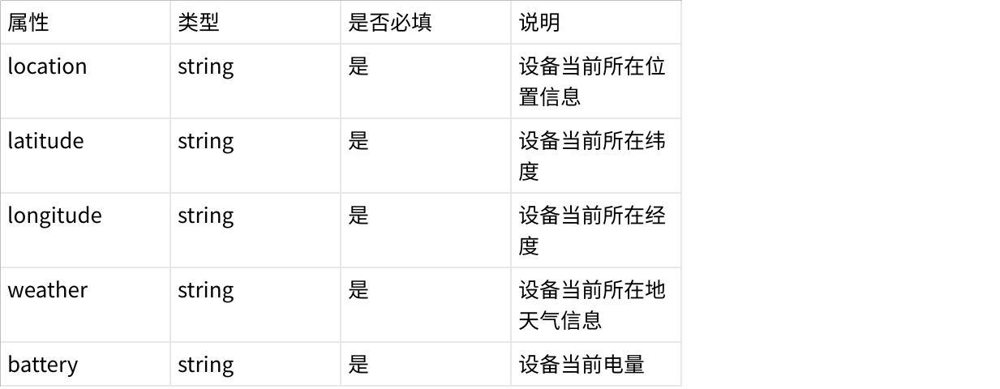 属性 类型 是否必填 说明
location string 是 设备当前所在位
置信息
latitude string 是 设备当前所在纬
度
longitude string 是 设备当前所在经
度
weather string 是 设备当前所在地
天气信息
battery string 是 设备当前电量